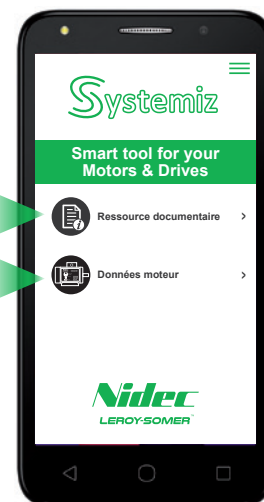 Systemiz
Smart tool for your
Motors & Drives
Ressource documentaire
Données moteur
Nidec
LEROY-SOMER